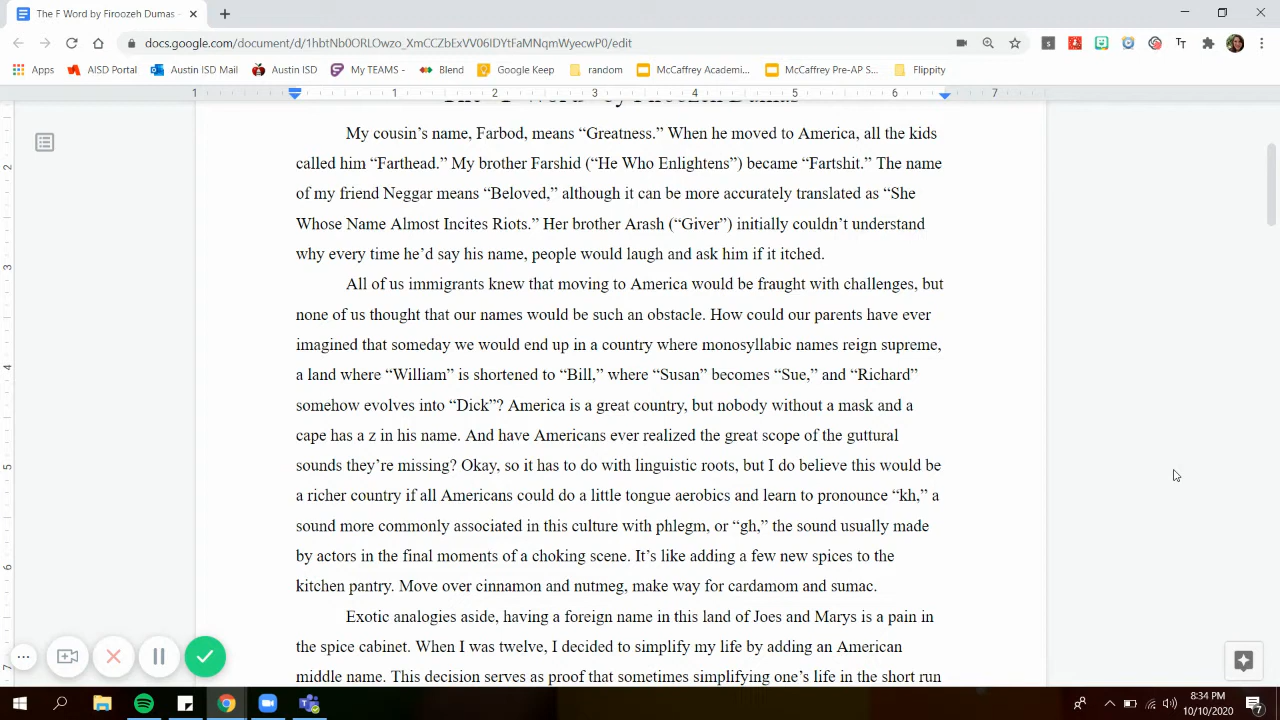 The F Word by Firoozeh Dumas -
docs.google.com/document/d/
/edit
Apps
AISD Portal
Austin ISD Mail
Austin ISD
My TEAMS -
Blend
Google Keep
random
McCaffrey Academi...
McCaffrey Pre-AP S...
Flippity
1 1 2 3 4 5 6 7
My cousin’s name, Farbod, means “Greatness.” When he moved to America, all the kids
called him “Farthead.” My brother Farshid (“He Who Enlightens”) became “Fartshit.” The name
of my friend Neggar means “Beloved,” although it can be more accurately translated as “She
Whose Name Almost Incites Riots.” Her brother Arash (“Giver”) initially couldn’t understand
why every time he’d say his name, people would laugh and ask him if it itched.
All of us immigrants knew that moving to America would be fraught with challenges, but
none of us thought that our names would be such an obstacle. How could our parents have ever
imagined that someday we would end up in a country where monosyllabic names reign supreme,
a land where “William” is shortened to “Bill,” where “Susan” becomes “Sue,” and “Richard”
somehow evolves into “Dick”? America is a great country, but nobody without a mask and a
cape has a z in his name. And have Americans ever realized the great scope of the guttural
sounds they’re missing? Okay, so it has to do with linguistic roots, but I do believe this would be
a richer country if all Americans could do a little tongue aerobics and learn to pronounce “kh,” a
sound more commonly associated in this culture with phlegm, or “gh,” the sound usually made
by actors in the final moments of a choking scene. It’s like adding a few new spices to the
kitchen pantry. Move over cinnamon and nutmeg, make way for cardamom and sumac.
Exotic analogies aside, having a foreign name in this land of Joes and Marys is a pain in
the spice cabinet. When I was twelve, I decided to simplify my life by adding an American
middle name. This decision serves as proof that sometimes simplifying one’s life in the short run
2
3
4
5
6
7
8:34 PM
10/10/2020
7